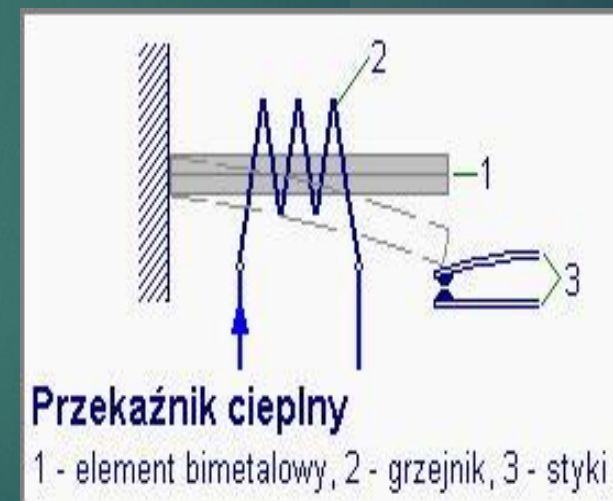 2
1
3
Przekaźnik cieplny
1 - element bimetalowy, 2 - grzejnik, 3 - styki